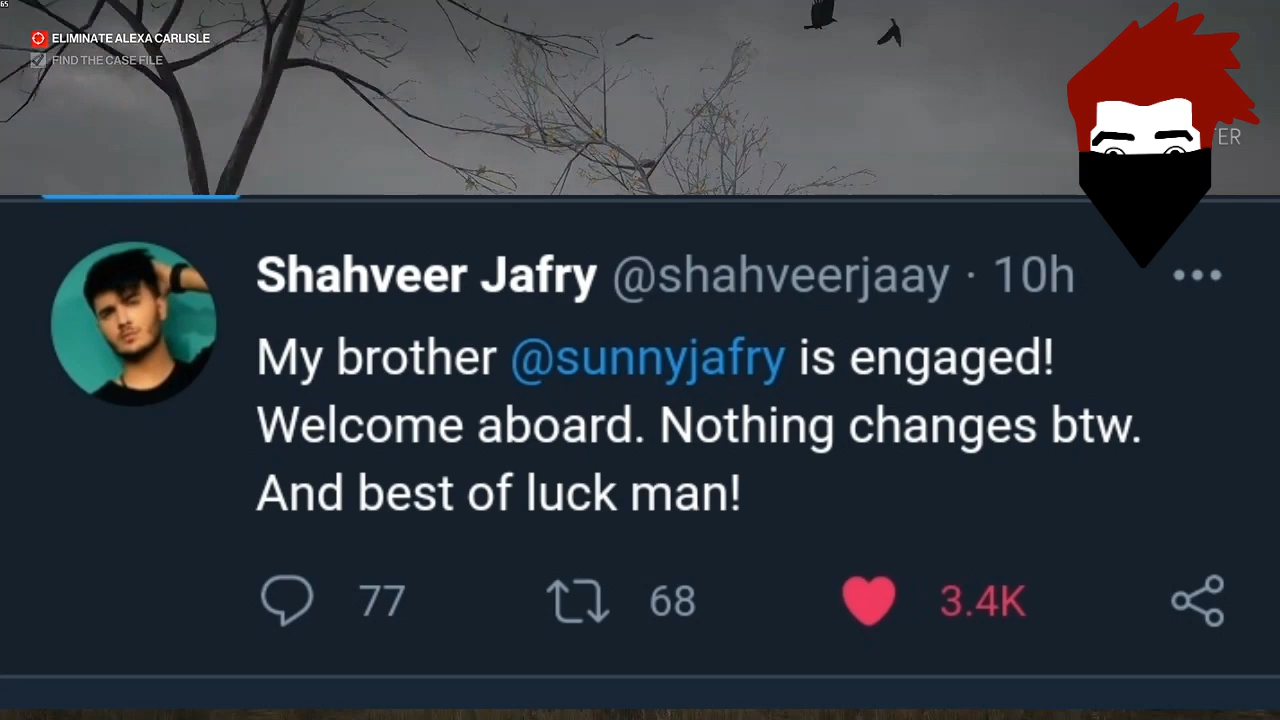 65
ELIMINATE ALEXA CARLISLE
FIND THE CASE FILE
ER
Shahveer Jafry @shahveerjaay · 10h
My brother @sunnyjafry is engaged!
Welcome aboard. Nothing changes btw.
And best of luck man!
77 68 3.4K